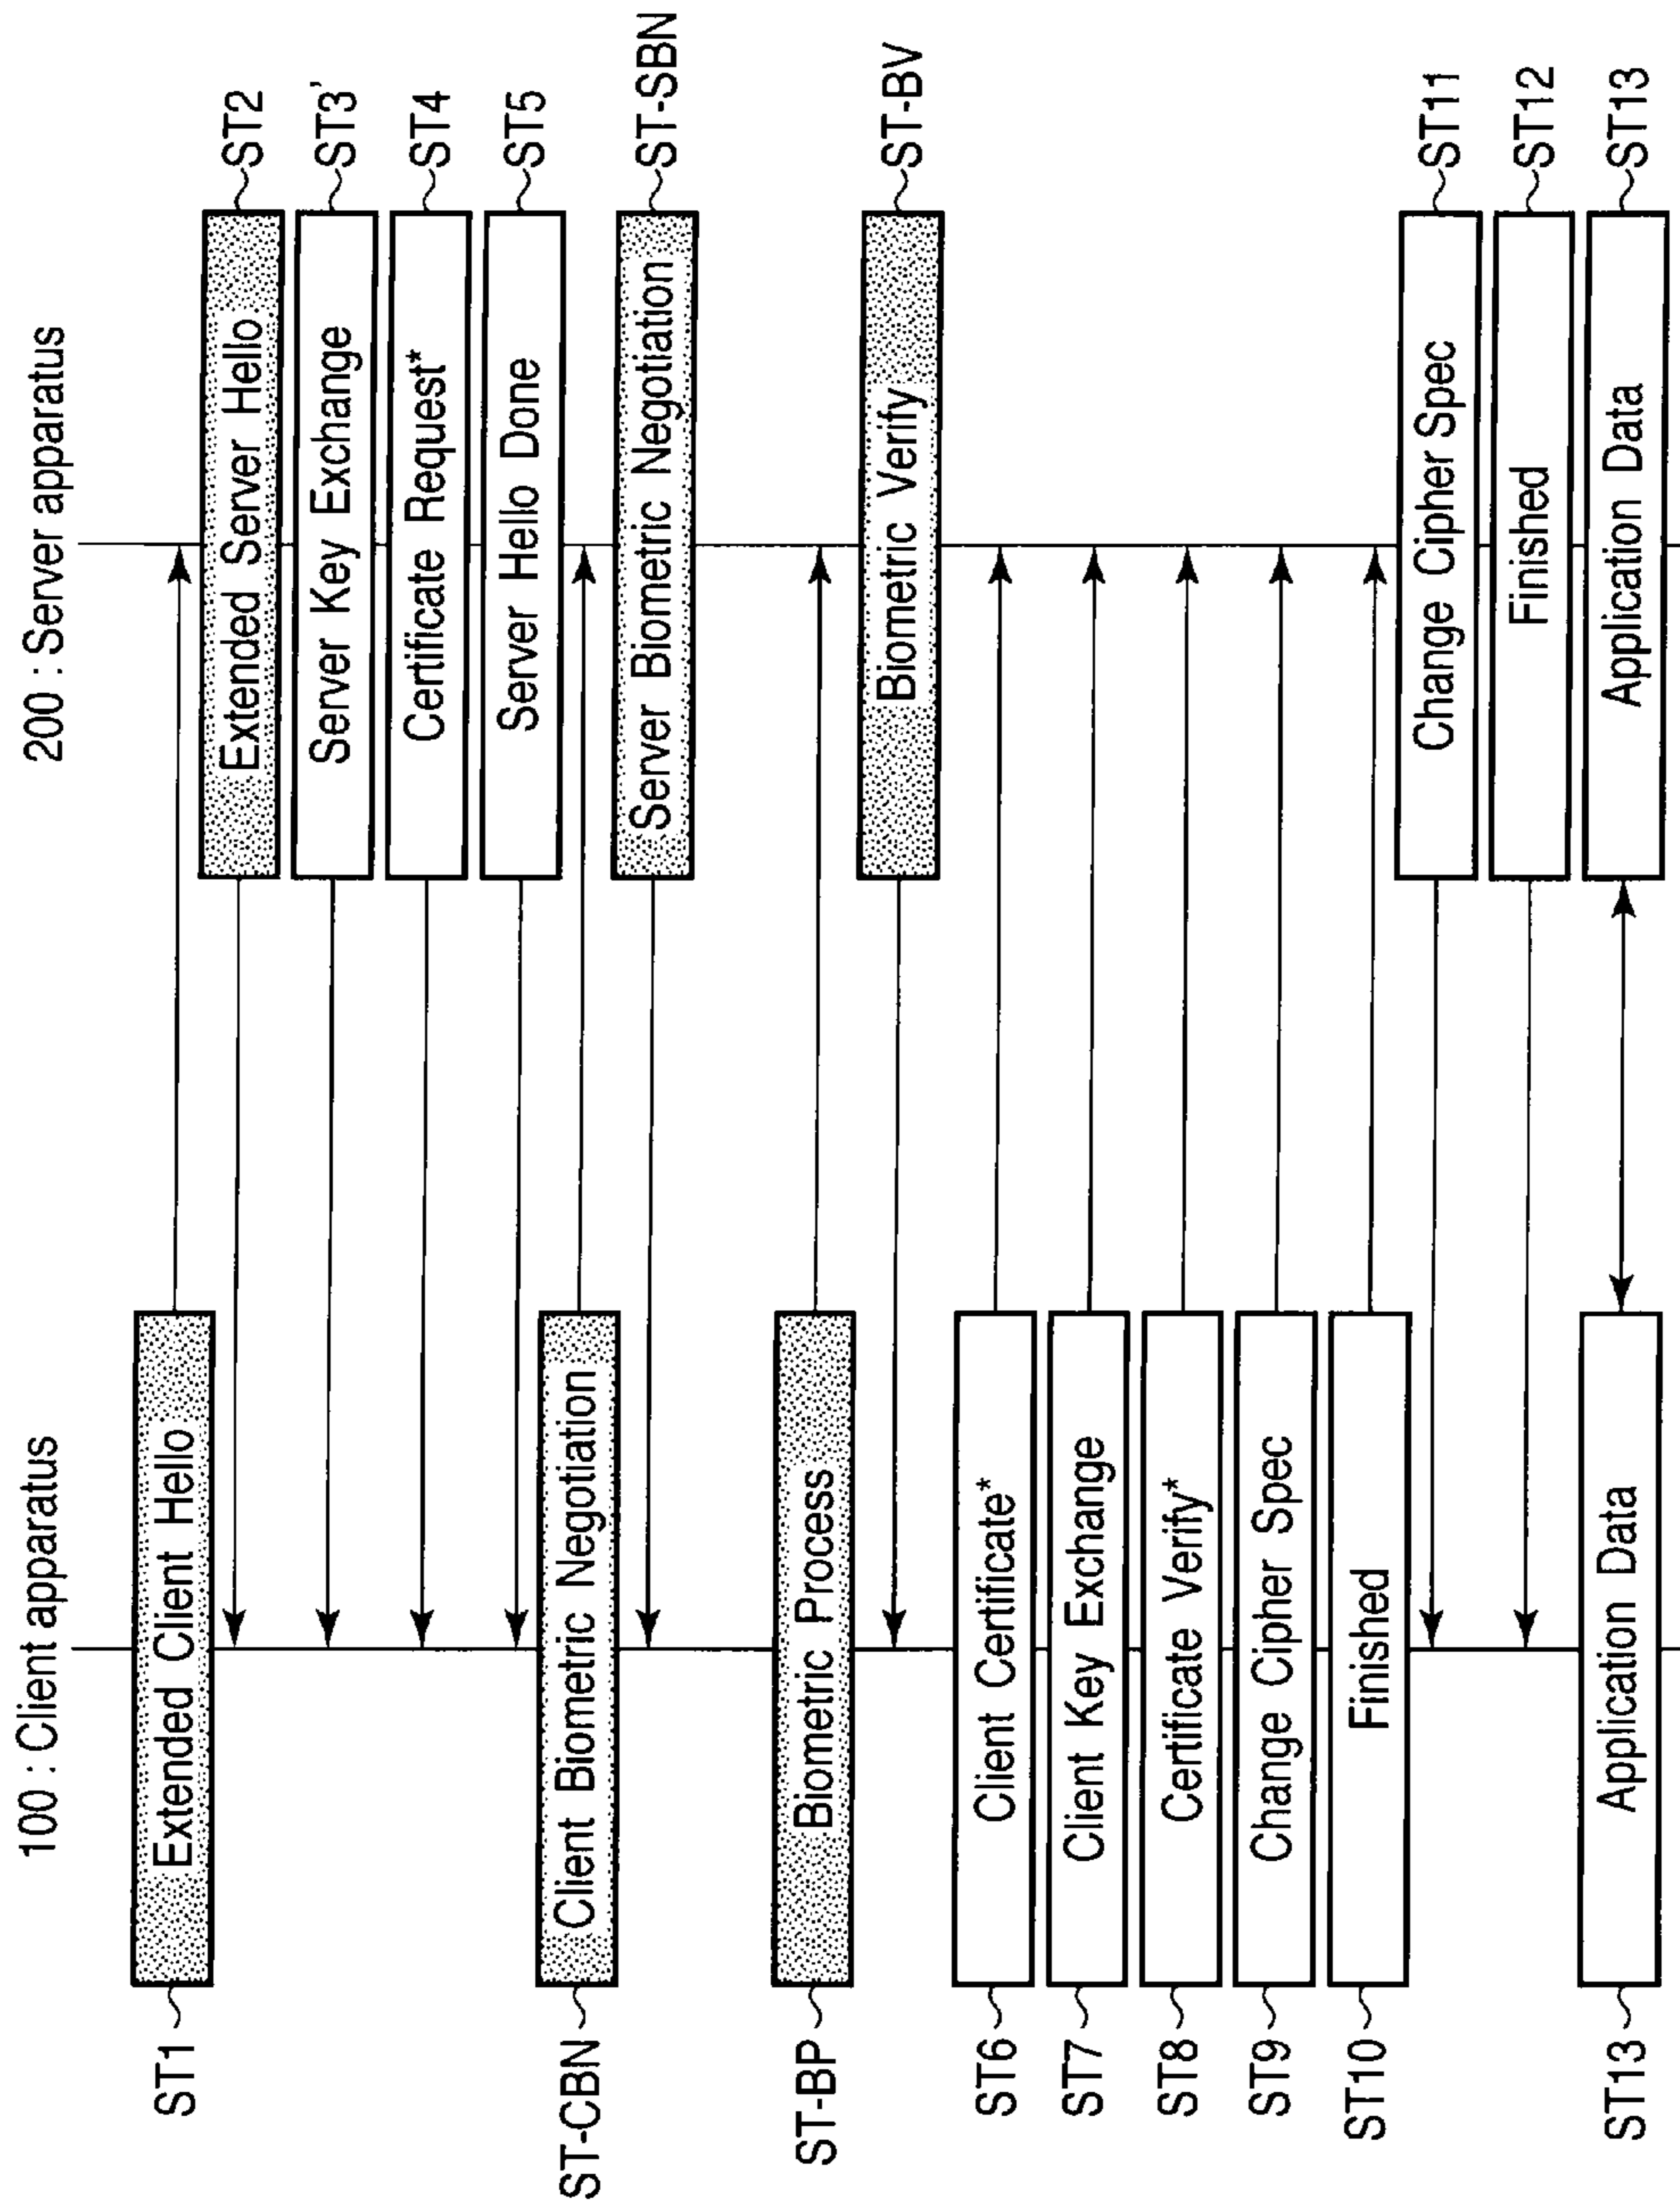 100 : Client apparatus
200 : Server apparatus
ST1
Extended Client Hello
Extended Server Hello
ST2
Server Key Exchange
ST3'
Certificate Request*
ST4
Server Hello Done
ST5
ST-CBN
Client Biometric Negotiation
Server Biometric Negotiation
ST-SBN
ST-BP
Biometric Process
Biometric Verify
ST-BV
ST6
Client Certificate*
ST7
Client Key Exchange
ST8
Certificate Verify*
ST9
Change Cipher Spec
ST10
Finished
Change Cipher Spec
ST11
Finished
ST12
ST13
Application Data
Application Data
ST13